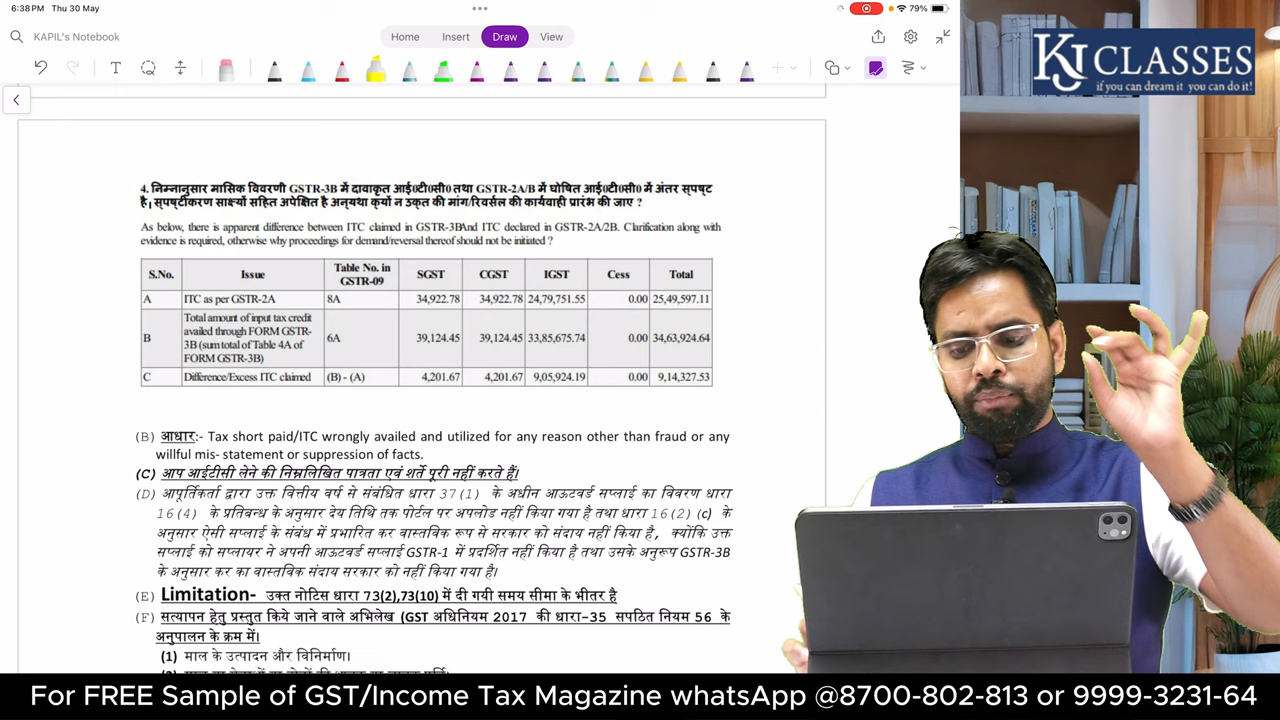 6:38 PM Thu 30 May
79%
KAPIL's Notebook
Home Insert Draw View
KJ CLASSES
if you can dream it you can do it!
4. निम्नानुसार मासिक विवरणी GSTR-3B में दावाकृत आई0टी0सी0 तथा GSTR-2A/B में घोषित आई0टी0सी0 में अंतर स्पष्ट
है। स्पष्टीकरण साक्ष्यों सहित अपेक्षित है अन्यथा क्यों न उक्त की मांग/रिवर्सल की कार्यवाही प्रारंभ की जाए ?
As below, there is apparent difference between ITC claimed in GSTR-3BAnd ITC declared in GSTR-2A/2B. Clarification along with
evidence is required, otherwise why proceedings for demand/reversal thereof should not be initiated ?
S.No. Issue Table No. in GSTR-09 SGST CGST IGST Cess Total
A ITC as per GSTR-2A 8A 34,922.78 34,922.78 24,79,751.55 0.00 25,49,597.11
B Total amount of input tax credit availed through FORM GSTR-3B (sum total of Table 4A of FORM GSTR-3B) 6A 39,124.45 39,124.45 33,85,675.74 0.00 34,63,924.64
C Difference/Excess ITC claimed (B) - (A) 4,201.67 4,201.67 9,05,924.19 0.00 9,14,327.53
(B) आधार:- Tax short paid/ITC wrongly availed and utilized for any reason other than fraud or any
willful mis- statement or suppression of facts.
(C) आप आईटीसी लेने की निम्नलिखित पात्रता एवं शर्ते पूरी नहीं करते हैं।
(D) आपूर्तिकर्ता द्वारा उक्त वित्तीय वर्ष से संबंधित धारा 37(1) के अधीन आऊटवर्ड सप्लाई का विवरण धारा
16(4) के प्रतिबन्ध के अनुसार देय तिथि तक पोर्टल पर अपलोड नहीं किया गया है तथा धारा 16(2) (c) के
अनुसार ऐसी सप्लाई के संबंध में प्रभारित कर वास्तविक रूप से सरकार को संदाय नहीं किया है, क्योंकि उक्त
सप्लाई को सप्लायर ने अपनी आऊटवर्ड सप्लाई GSTR-1 में प्रदर्शित नहीं किया है तथा उसके अनुरूप GSTR-3B
के अनुसार कर का वास्तविक संदाय सरकार को नहीं किया गया है।
(E) Limitation- उक्त नोटिस धारा 73(2),73(10) में दी गयी समय सीमा के भीतर है
(F) सत्यापन हेतु प्रस्तुत किये जाने वाले अभिलेख (GST अधिनियम 2017 की धारा-35 सपठित नियम 56 के
अनुपालन के क्रम में।
(1) माल के उत्पादन और विनिर्माण।
For FREE Sample of GST/Income Tax Magazine whatsApp @8700-802-813 or 9999-3231-64